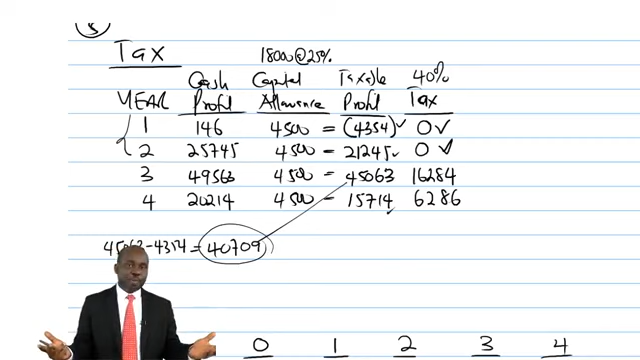 Tax 18000@25%
Cash Capital Taxable 40%
YEAR Profit Allowance Profit Tax
1 146 4500 = (4354) ✓ 0 ✓
2 25745 4500 = 21245 ✓ 0 ✓
3 49563 4500 = 45063 16284
4 20214 4500 = 15714 6286
45063-4354 = 40709
0 1 2 3 4